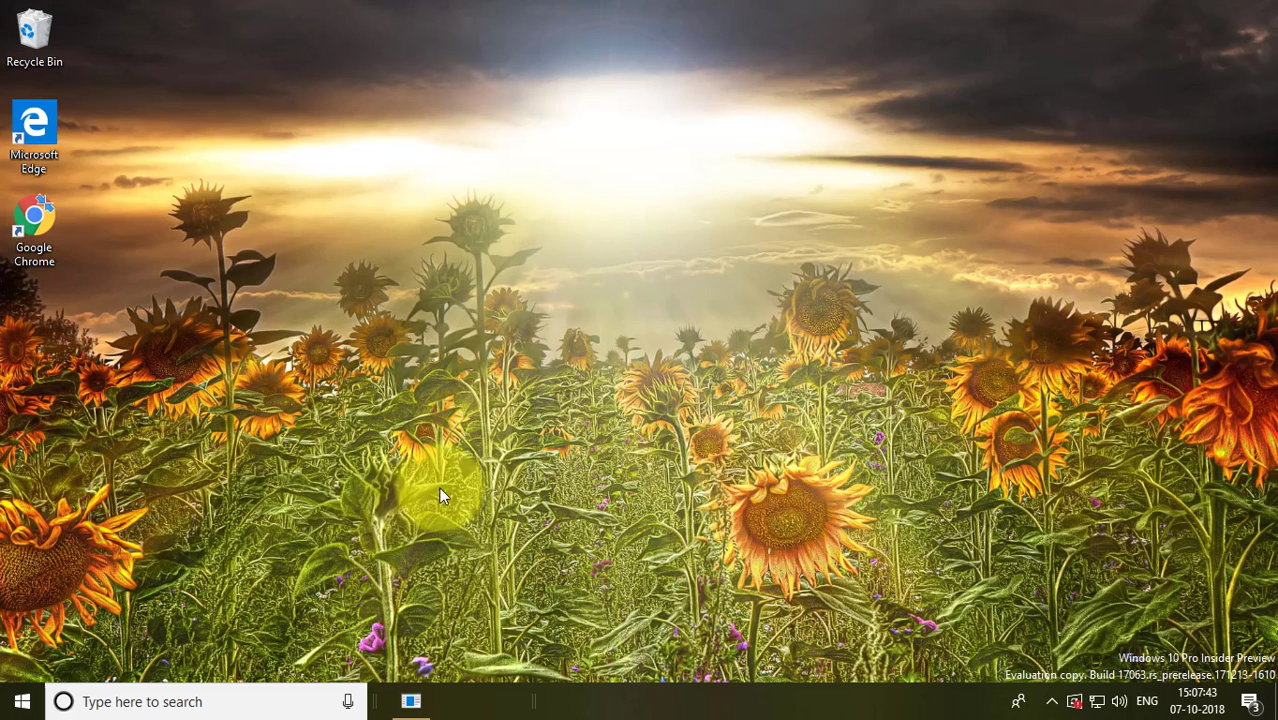 Recycle Bin
Microsoft
Edge
Google
Chrome
Windows 10 Pro Insider Preview
Evaluation copy. Build 17063.rs_prerelease.171213-1610
Type here to search
ENG
15:07:43
07-10-2018
3